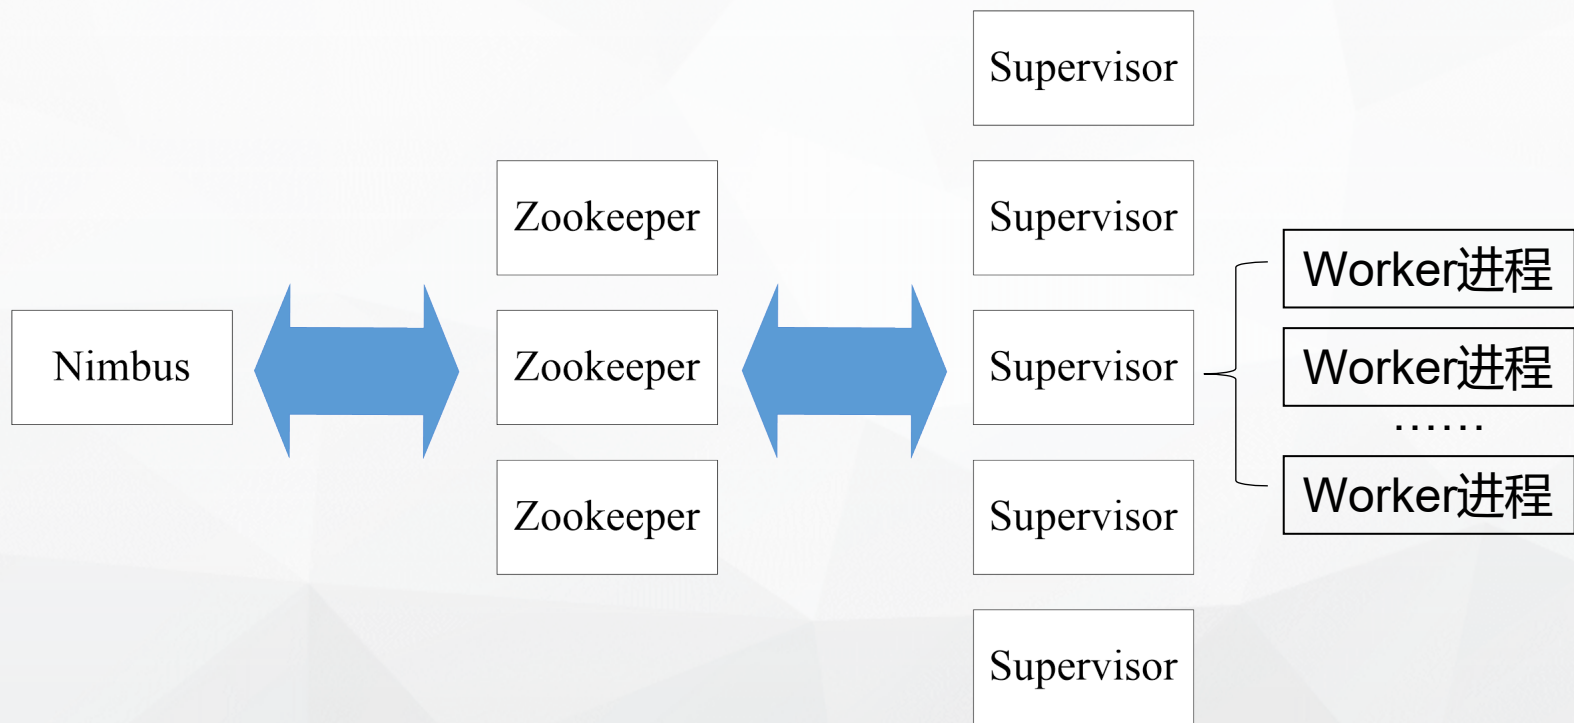 Nimbus
Zookeeper
Zookeeper
Zookeeper
Supervisor
Supervisor
Supervisor
Supervisor
Supervisor
Worker进程
Worker进程
……
Worker进程